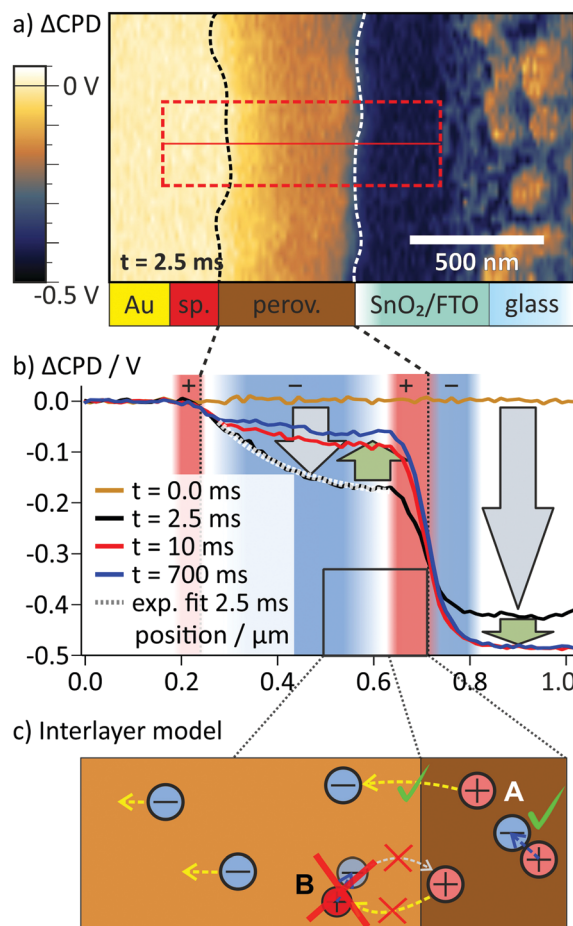 a) ΔCPD
0 V
-0.5 V
t = 2.5 ms
500 nm
Au
sp.
perov.
SnO₂/FTO
glass
b) ΔCPD / V
+
−
+
−
0.0
-0.1
-0.2
-0.3
-0.4
-0.5
t = 0.0 ms
t = 2.5 ms
t = 10 ms
t = 700 ms
exp. fit 2.5 ms
position / µm
0.0
0.2
0.4
0.6
0.8
1.0
c) Interlayer model
−
−
+
A
−
+
−
−
B
+
+